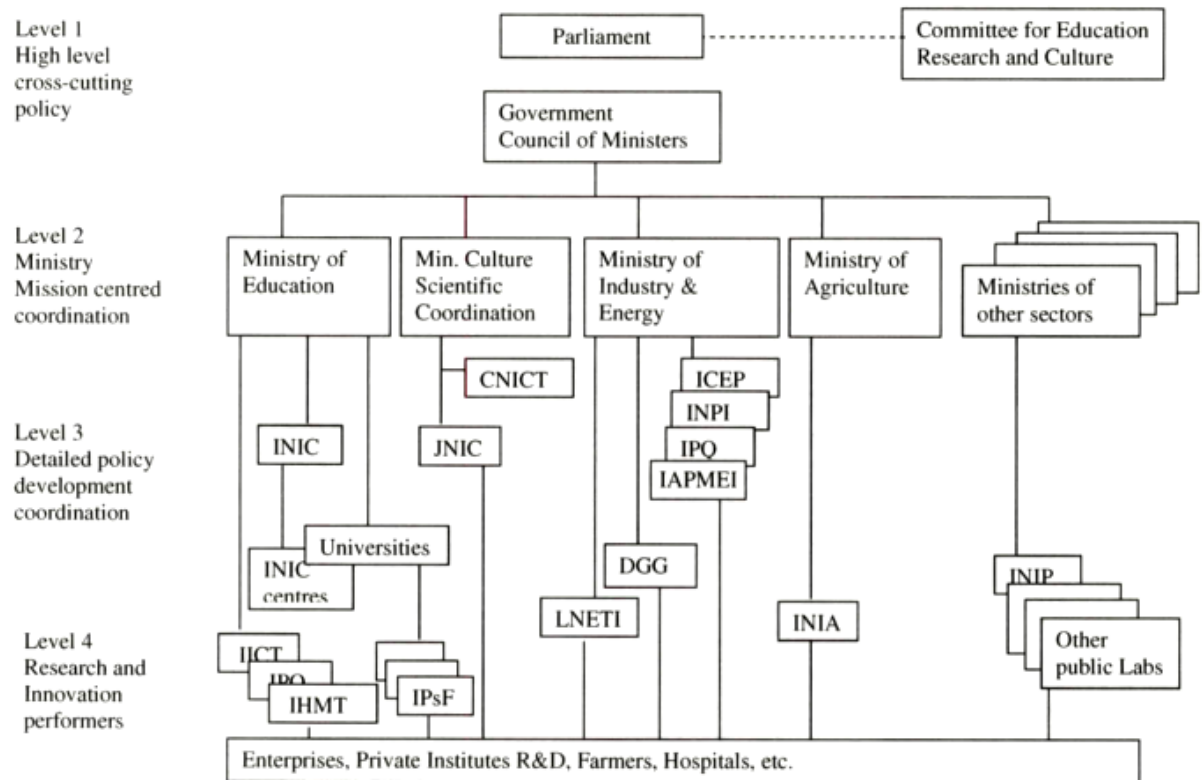 Level 1
High level
cross-cutting
policy
Parliament
Committee for Education
Research and Culture
Government
Council of Ministers
Level 2
Ministry
Mission centred
coordination
Ministry of
Education
Min. Culture
Scientific
Coordination
Ministry of
Industry &
Energy
Ministry of
Agriculture
Ministries of
other sectors
Level 3
Detailed policy
development
coordination
CNICT
ICEP
INPI
IPQ
IAPMEI
INIC
JNIC
Universities
INIC
centres
DGG
LNETI
INIA
INIP
Level 4
Research and
Innovation
performers
IICT
IHMT
IPsF
Other
public Labs
Enterprises, Private Institutes R&D, Farmers, Hospitals, etc.